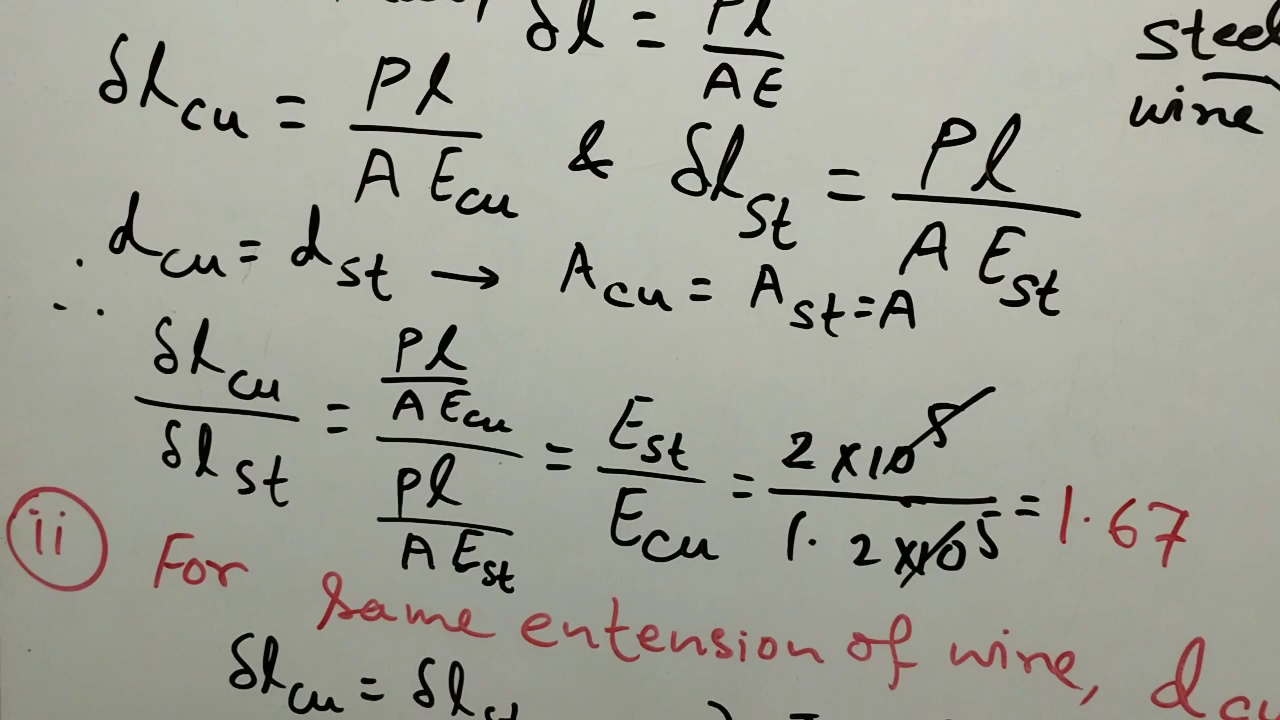 δl = Pl / AE
steel
wire
δl_cu = Pl / A E_cu & δl_st = Pl / A E_st
d_cu = d_st → A_cu = A_st = A
∴ δl_cu / δl_st = (Pl / A E_cu) / (Pl / A E_st) = E_st / E_cu = 2 x 10^5 / 1.2 x 10^5 = 1.67
ii For same extension of wire, d_cu
δl_cu = δl_st